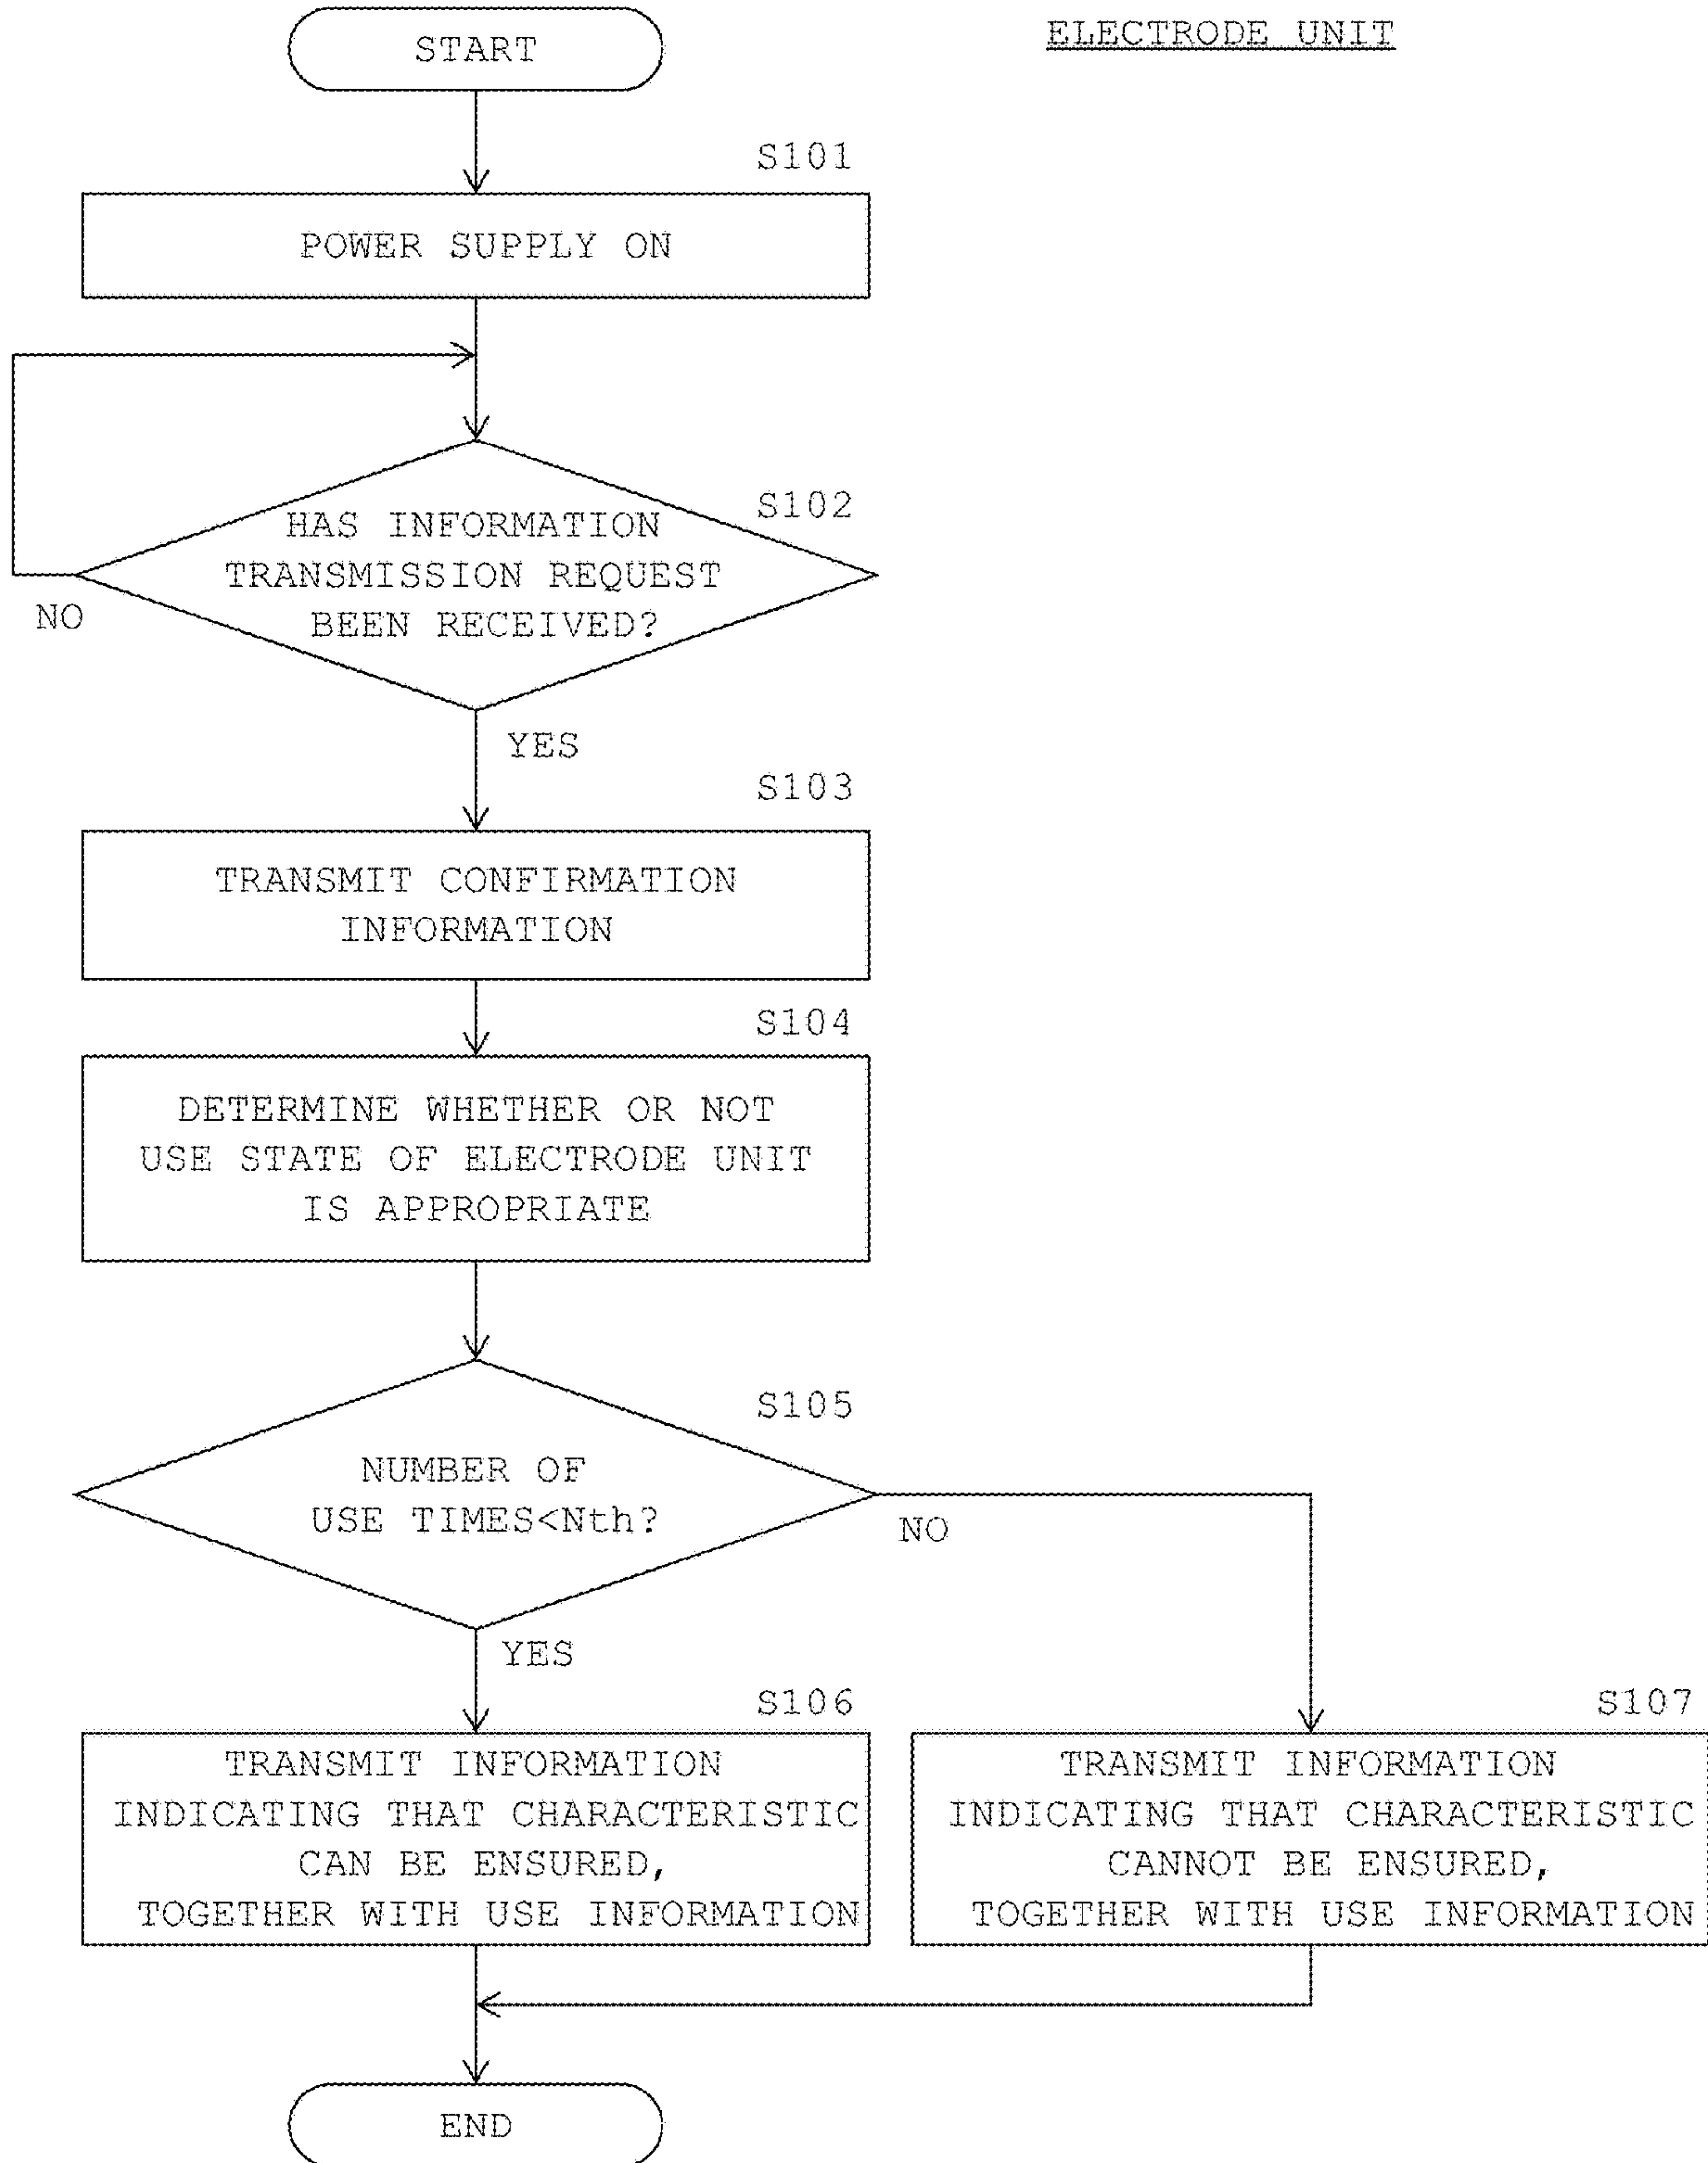 START
ELECTRODE UNIT
S101
POWER SUPPLY ON
S102
HAS INFORMATION
TRANSMISSION REQUEST
BEEN RECEIVED?
NO
YES
S103
TRANSMIT CONFIRMATION
INFORMATION
S104
DETERMINE WHETHER OR NOT
USE STATE OF ELECTRODE UNIT
IS APPROPRIATE
S105
NUMBER OF
USE TIMES<Nth?
NO
YES
S106
TRANSMIT INFORMATION
INDICATING THAT CHARACTERISTIC
CAN BE ENSURED,
TOGETHER WITH USE INFORMATION
S107
TRANSMIT INFORMATION
INDICATING THAT CHARACTERISTIC
CANNOT BE ENSURED,
TOGETHER WITH USE INFORMATION
END